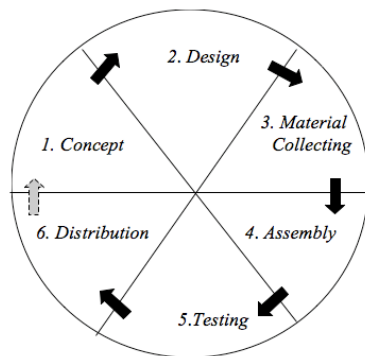 1. Concept
2. Design
3. Material
Collecting
4. Assembly
5.Testing
6. Distribution